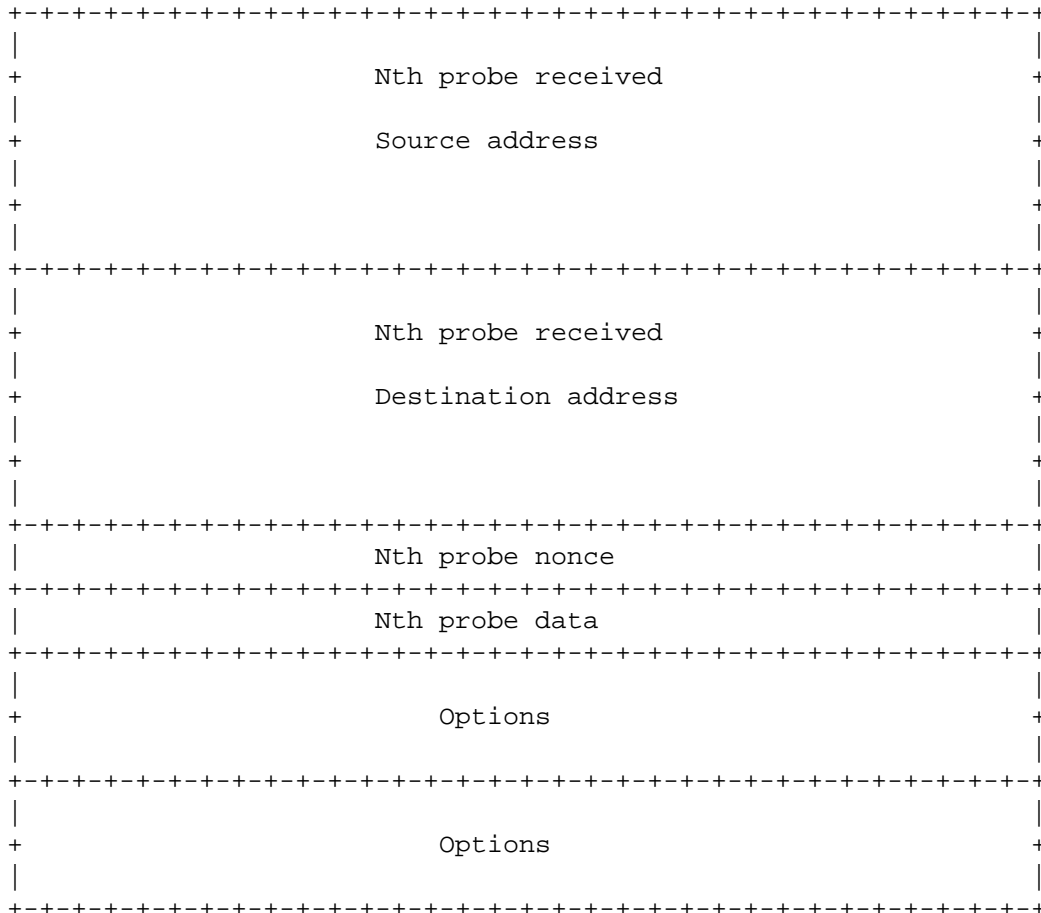 Nth probe received
Source address
Nth probe received
Destination address
Nth probe nonce
Nth probe data
Options
Options